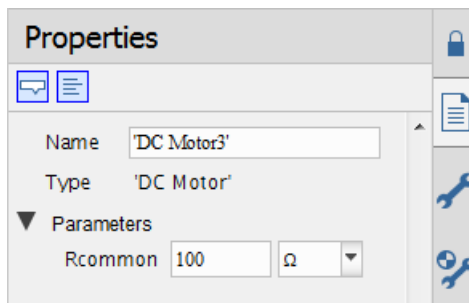 Properties
Name 'DC Motor3'
Type 'DC Motor'
Parameters
Rcommon 100 Ω